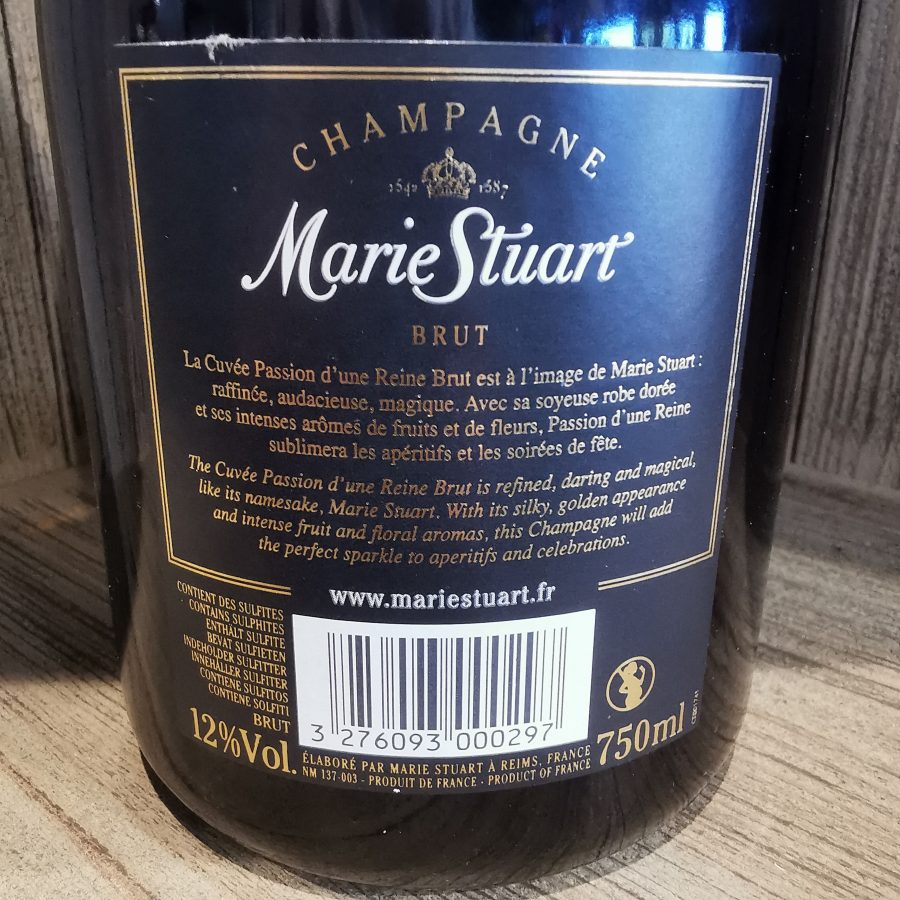 CHAMPAGNE
1542 1587
Marie Stuart
BRUT
La Cuvée Passion d'une Reine Brut est à l'image de Marie Stuart :
raffinée, audacieuse, magique. Avec sa soyeuse robe dorée
et ses intenses arômes de fruits et de fleurs, Passion d'une Reine
sublimera les apéritifs et les soirées de fête.
The Cuvée Passion d'une Reine Brut is refined, daring and magical,
like its namesake, Marie Stuart. With its silky, golden appearance
and intense fruit and floral aromas, this Champagne will add
the perfect sparkle to aperitifs and celebrations.
www.mariestuart.fr
CONTIENT DES SULFITES
CONTAINS SULPHITES
ENTHÄLT SULFITE
BEVAT SULFIETEN
INDEHOLDER SULFITTER
INNEHÅLLER SULFITER
CONTIENE SULFITOS
CONTIENE SOLFITI
BRUT
12%Vol.
3 276093 000297
ÉLABORÉ PAR MARIE STUART À REIMS, FRANCE
NM 137-003 - PRODUIT DE FRANCE - PRODUCT OF FRANCE
750ml